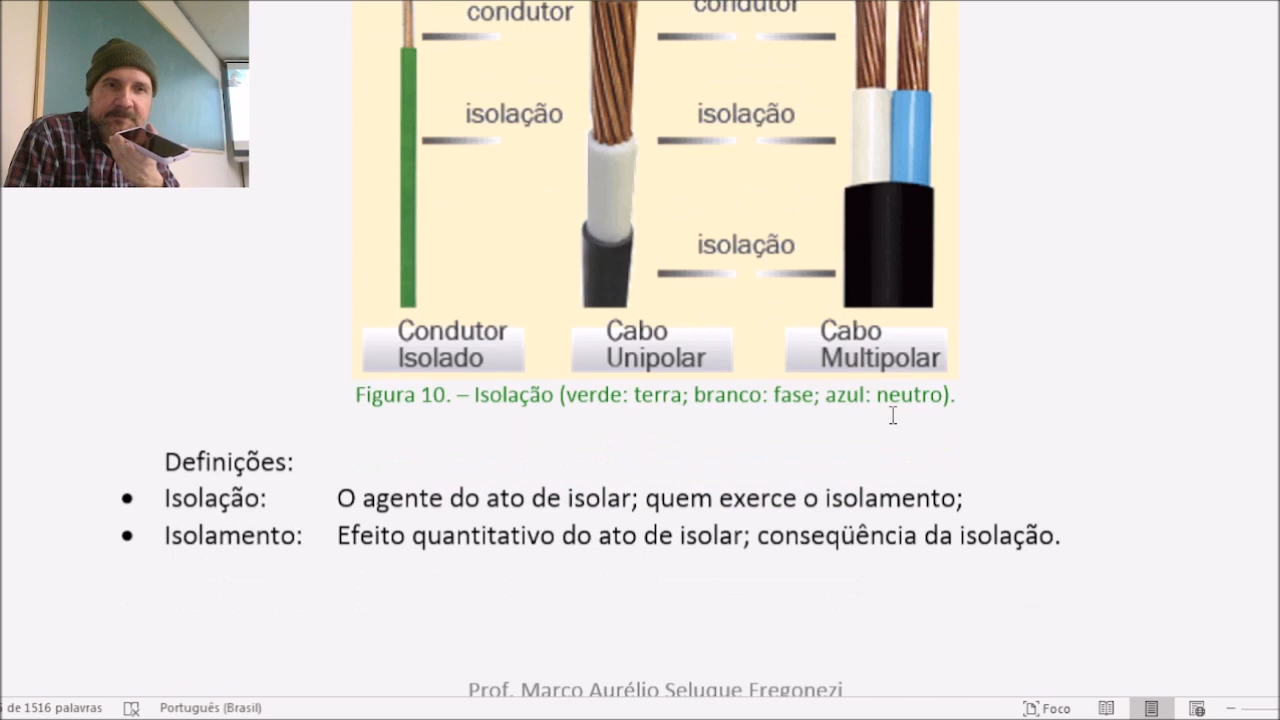 condutor
condutor
isolação
isolação
isolação
Condutor
Isolado
Cabo
Unipolar
Cabo
Multipolar
Figura 10. – Isolação (verde: terra; branco: fase; azul: neutro).
Definições:
• Isolação: O agente do ato de isolar; quem exerce o isolamento;
• Isolamento: Efeito quantitativo do ato de isolar; conseqüência da isolação.
Prof. Marco Aurélio Seluque Fregonezi
de 1516 palavras Português (Brasil) Foco